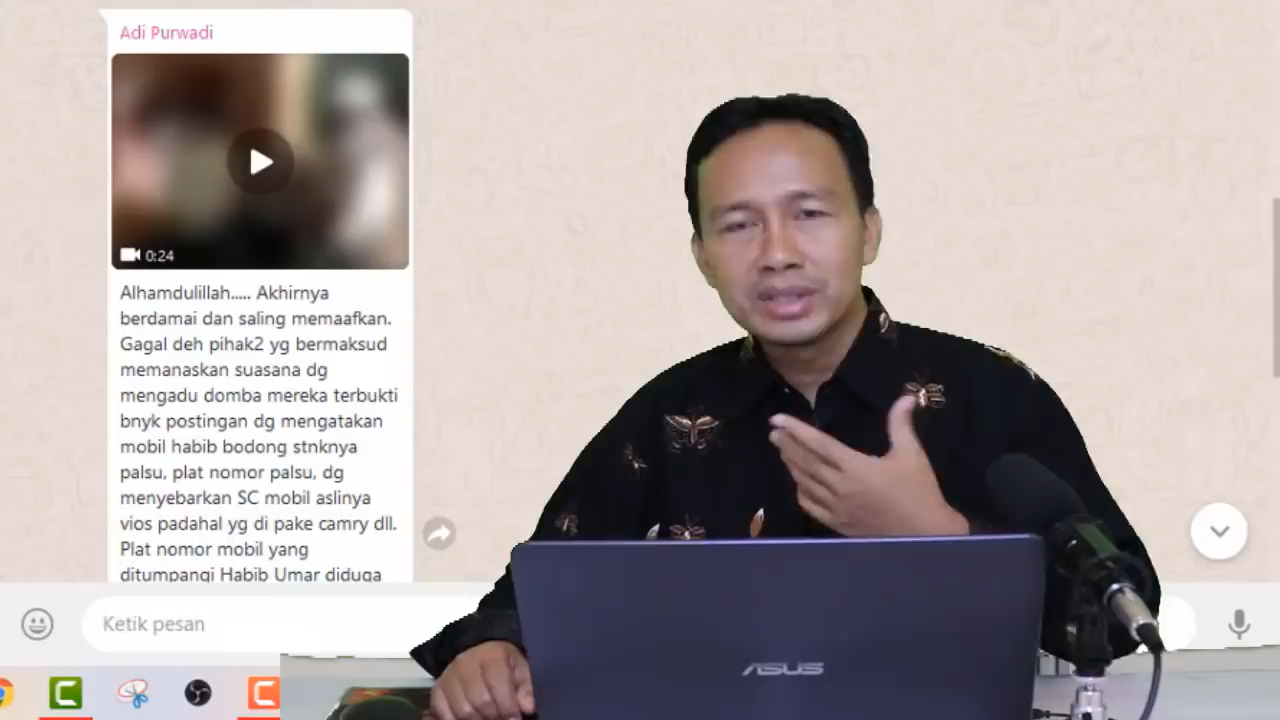 Adi Purwadi
0:24
Alhamdulillah..... Akhirnya
berdamai dan saling memaafkan.
Gagal deh pihak2 yg bermaksud
memanaskan suasana dg
mengadu domba mereka terbukti
bnyk postingan dg mengatakan
mobil habib bodong stnknya
palsu, plat nomor palsu, dg
menyebarkan SC mobil aslinya
vios padahal yg di pake camry dll.
Plat nomor mobil yang
ditumpangi Habib Umar diduga
Ketik pesan
ASUS